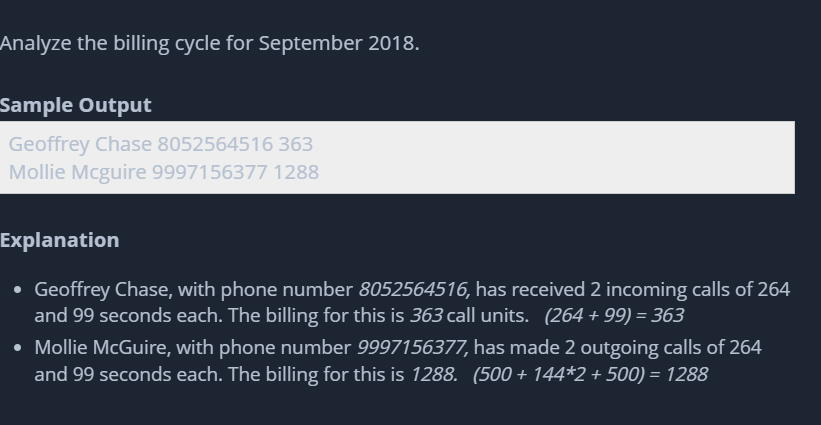 Analyze the billing cycle for September 2018.
Sample Output
Geoffrey Chase 8052564516 363
Mollie Mcguire 9997156377 1288
Explanation
• Geoffrey Chase, with phone number 8052564516, has received 2 incoming calls of 264
and 99 seconds each. The billing for this is 363 call units. (264 + 99) = 363
• Mollie McGuire, with phone number 9997156377, has made 2 outgoing calls of 264
and 99 seconds each. The billing for this is 1288. (500 + 144*2 + 500) = 1288